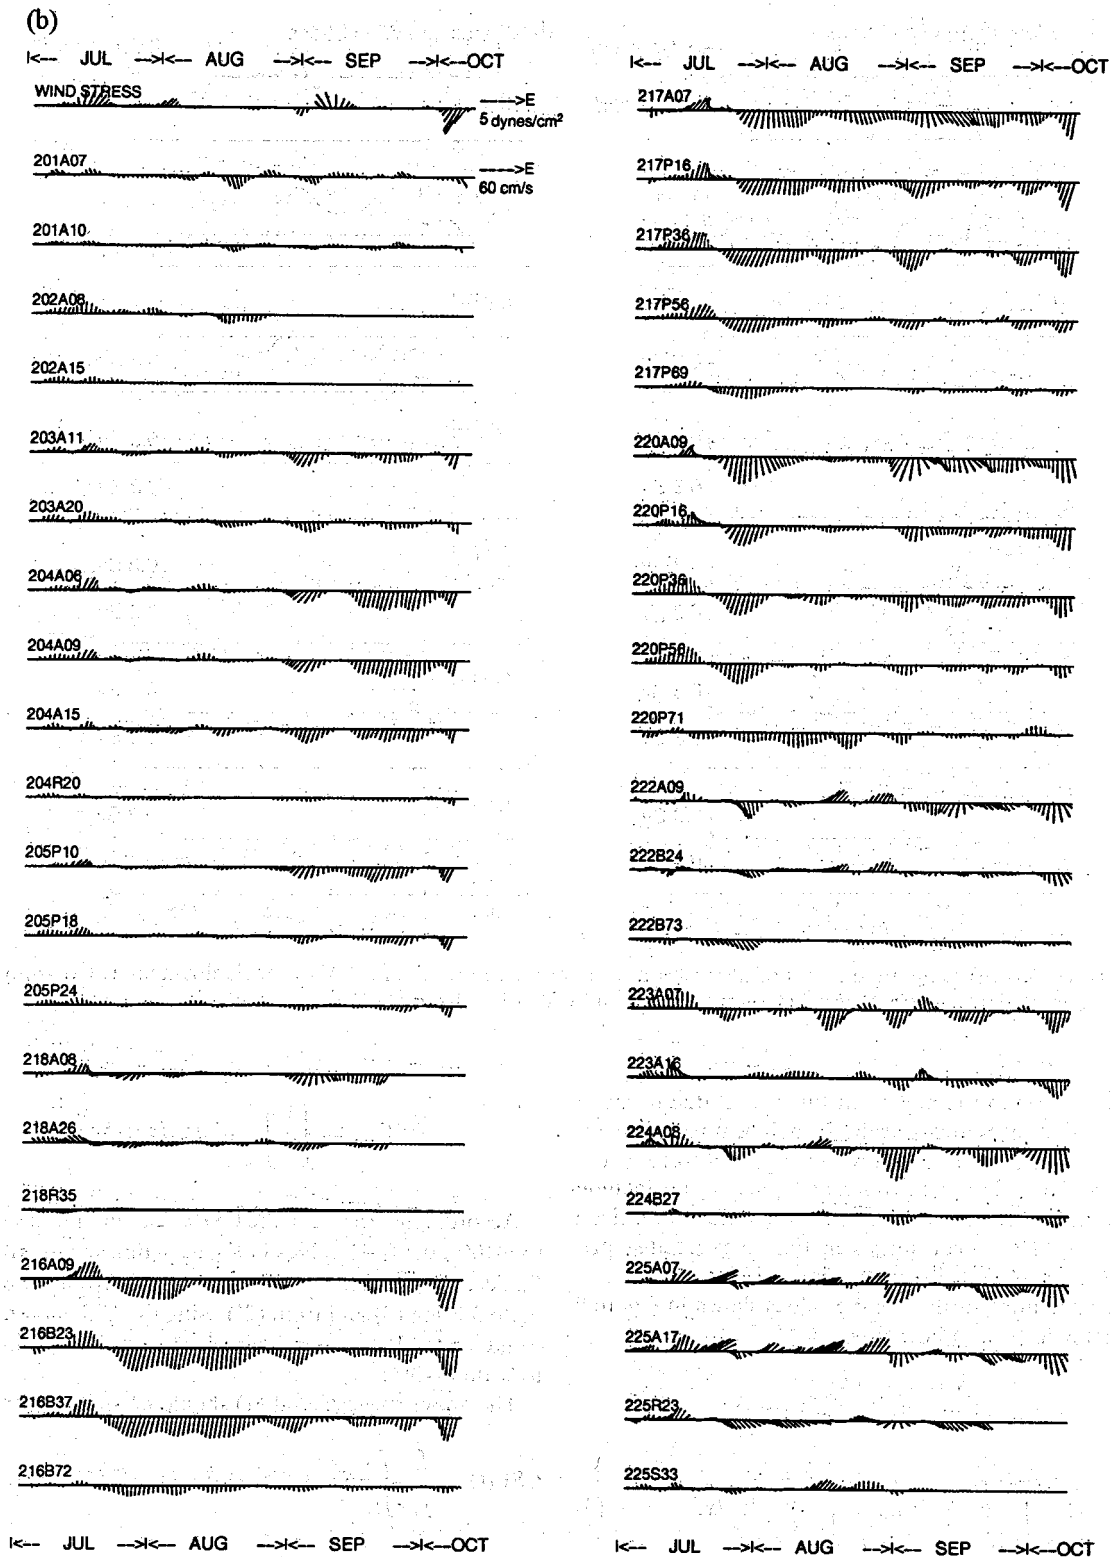 (b)
I<--- JUL --->I<--- AUG --->I<--- SEP --->I<---OCT
WIND STRESS
---->E
5 dynes/cm²
201A07
---->E
60 cm/s
201A10
202A08
202A15
203A11
203A20
204A06
204A09
204A15
204R20
205P10
205P18
205P24
218A08
218A26
218R35
216A09
216B23
216B37
216B72
I<--- JUL --->I<--- AUG --->I<--- SEP --->I<---OCT
I<--- JUL --->I<--- AUG --->I<--- SEP --->I<---OCT
217A07
217P16
217P36
217P56
217P69
220A09
220P16
220P36
220P56
220P71
222A09
222B24
222B73
223A07
223A16
224A08
224B27
225A07
225A17
225R23
225S33
I<--- JUL --->I<--- AUG --->I<--- SEP --->I<---OCT